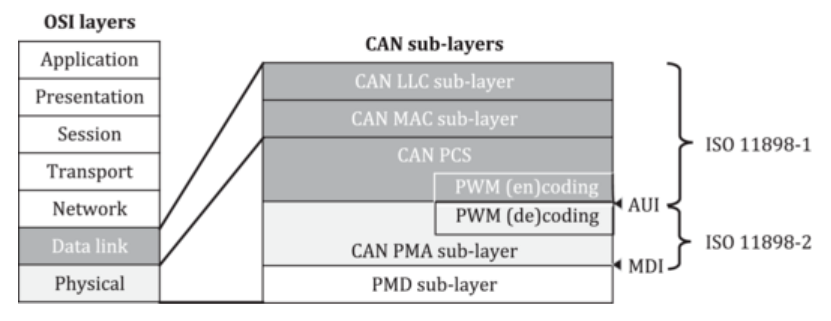 OSI layers
Application
Presentation
Session
Transport
Network
Data link
Physical
CAN sub-layers
CAN LLC sub-layer
CAN MAC sub-layer
CAN PCS
PWM (en)coding
PWM (de)coding
CAN PMA sub-layer
PMD sub-layer
AUI
MDI
ISO 11898-1
ISO 11898-2